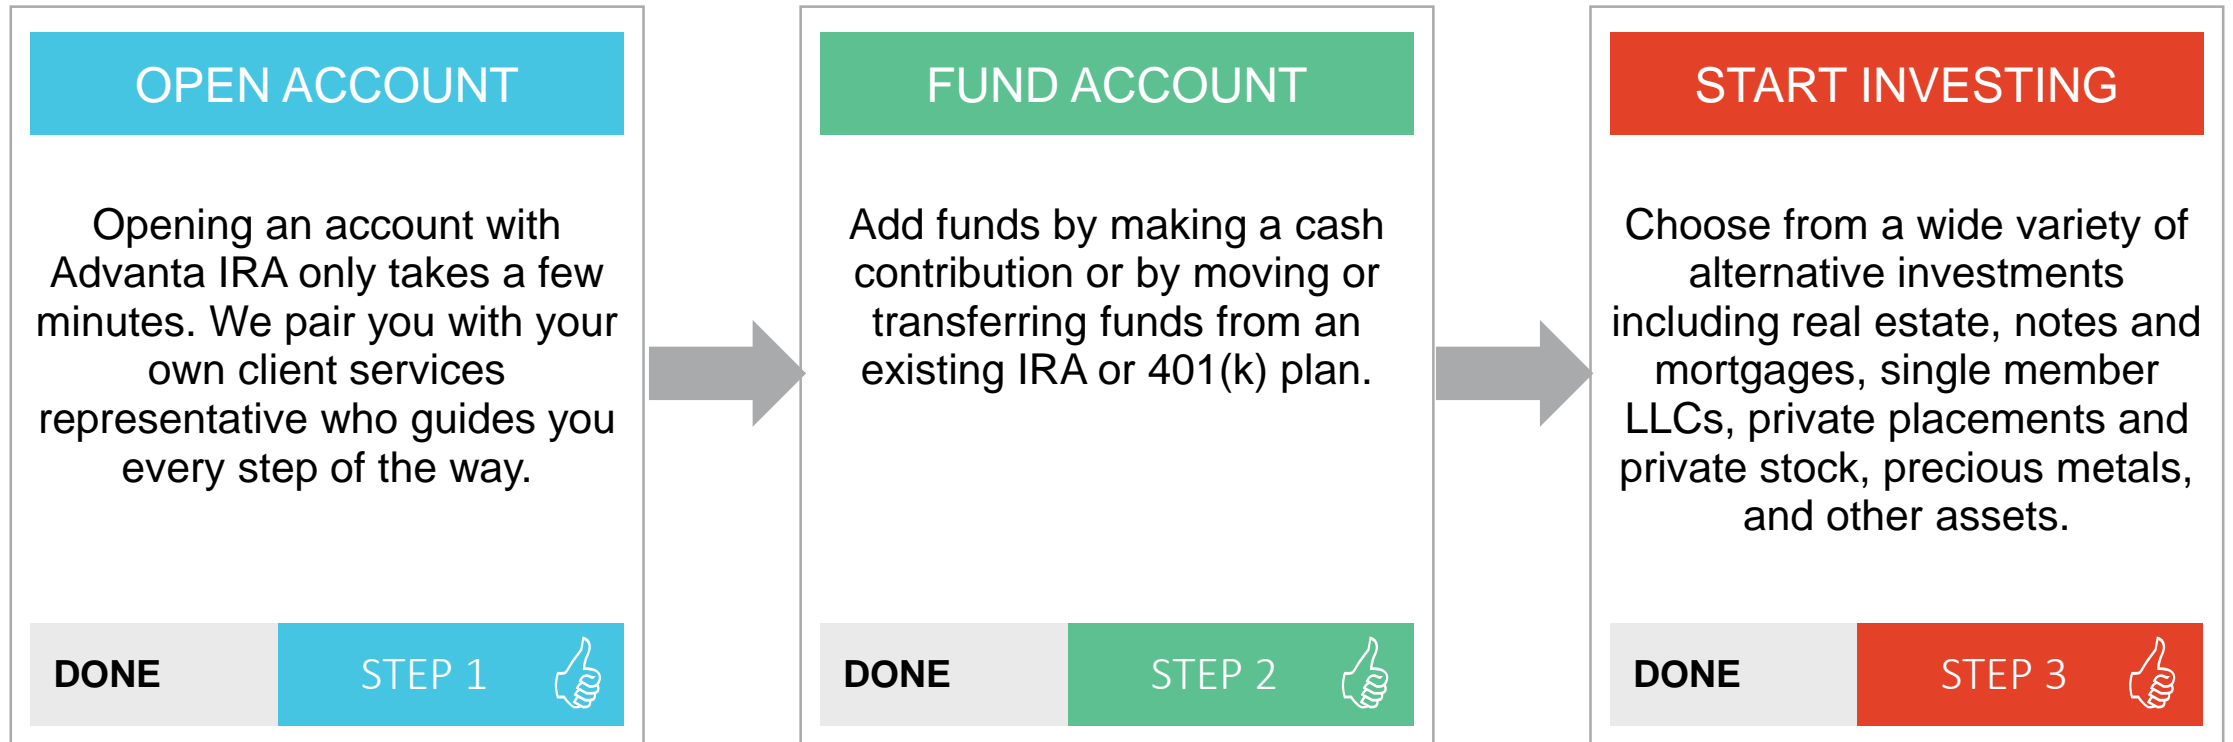 OPEN ACCOUNT
Opening an account with
Advanta IRA only takes a few
minutes. We pair you with your
own client services
representative who guides you
every step of the way.
DONE
STEP 1
FUND ACCOUNT
Add funds by making a cash
contribution or by moving or
transferring funds from an
existing IRA or 401(k) plan.
DONE
STEP 2
START INVESTING
Choose from a wide variety of
alternative investments
including real estate, notes and
mortgages, single member
LLCs, private placements and
private stock, precious metals,
and other assets.
DONE
STEP 3